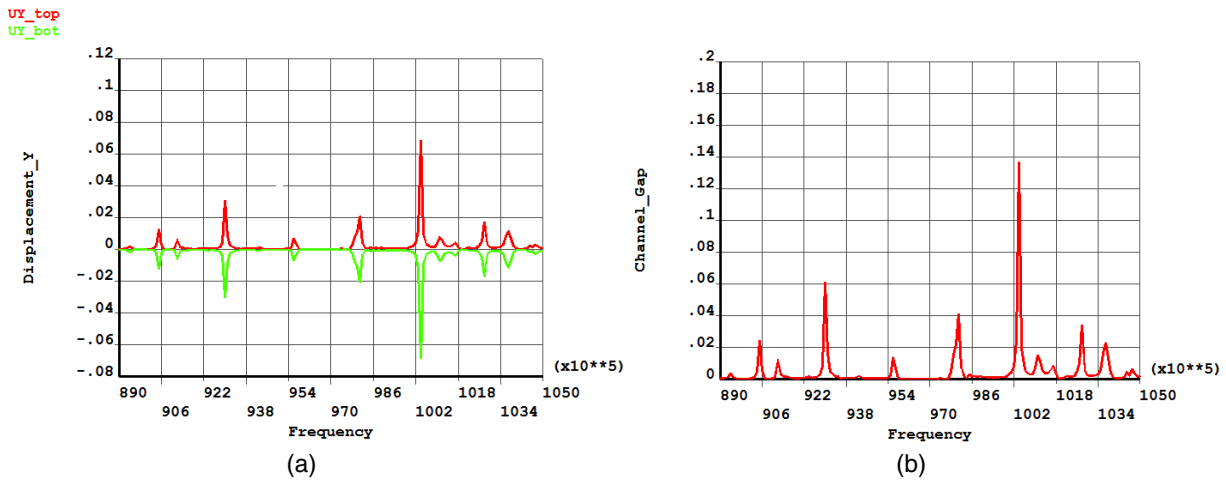 UY_top
UY_bot
.12
.1
.08
.06
.04
.02
0
-.02
-.04
-.06
-.08
Displacement_Y
(x10**5)
890 922 954 986 1018 1050
906 938 970 1002 1034
Frequency
(a)
.2
.18
.16
.14
.12
.1
.08
.06
.04
.02
0
Channel_Gap
(x10**5)
890 922 954 986 1018 1050
906 938 970 1002 1034
Frequency
(b)